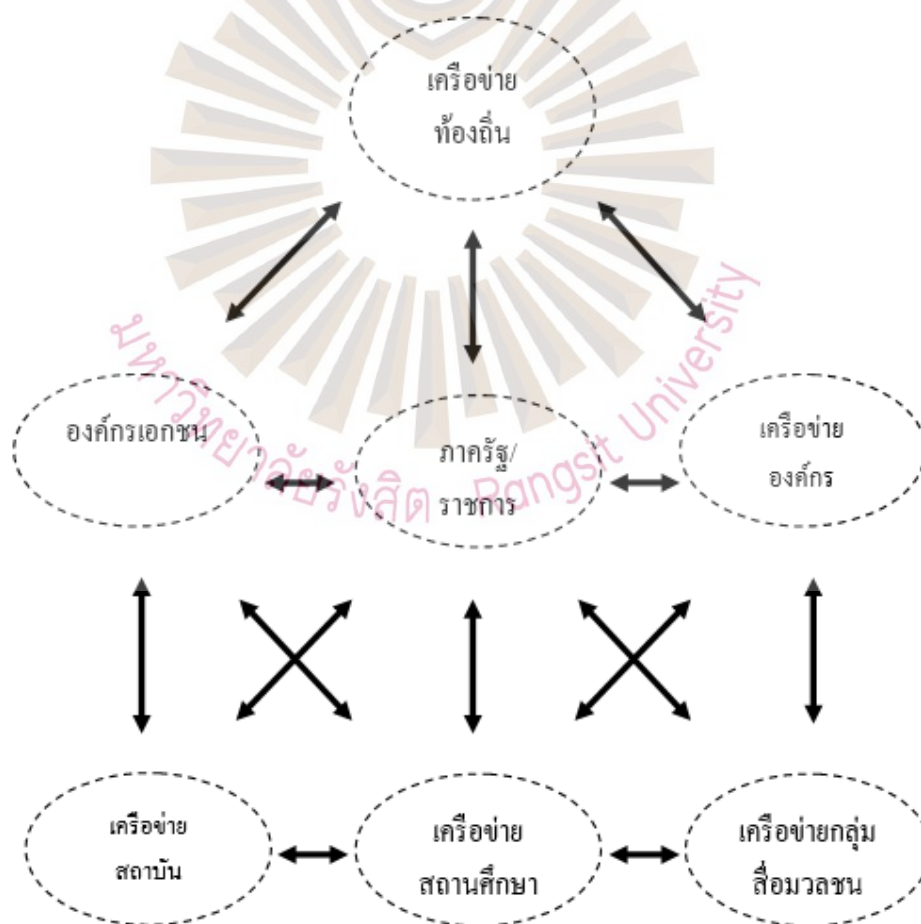 เครือข่าย
ท้องถิ่น
องค์กรเอกชน
ภาครัฐ/
ราชการ
เครือข่าย
องค์กร
มหาวิทยาลัยรังสิต Rangsit University
เครือข่าย
สถาบัน
เครือข่าย
สถานศึกษา
เครือข่ายกลุ่ม
สื่อมวลชน